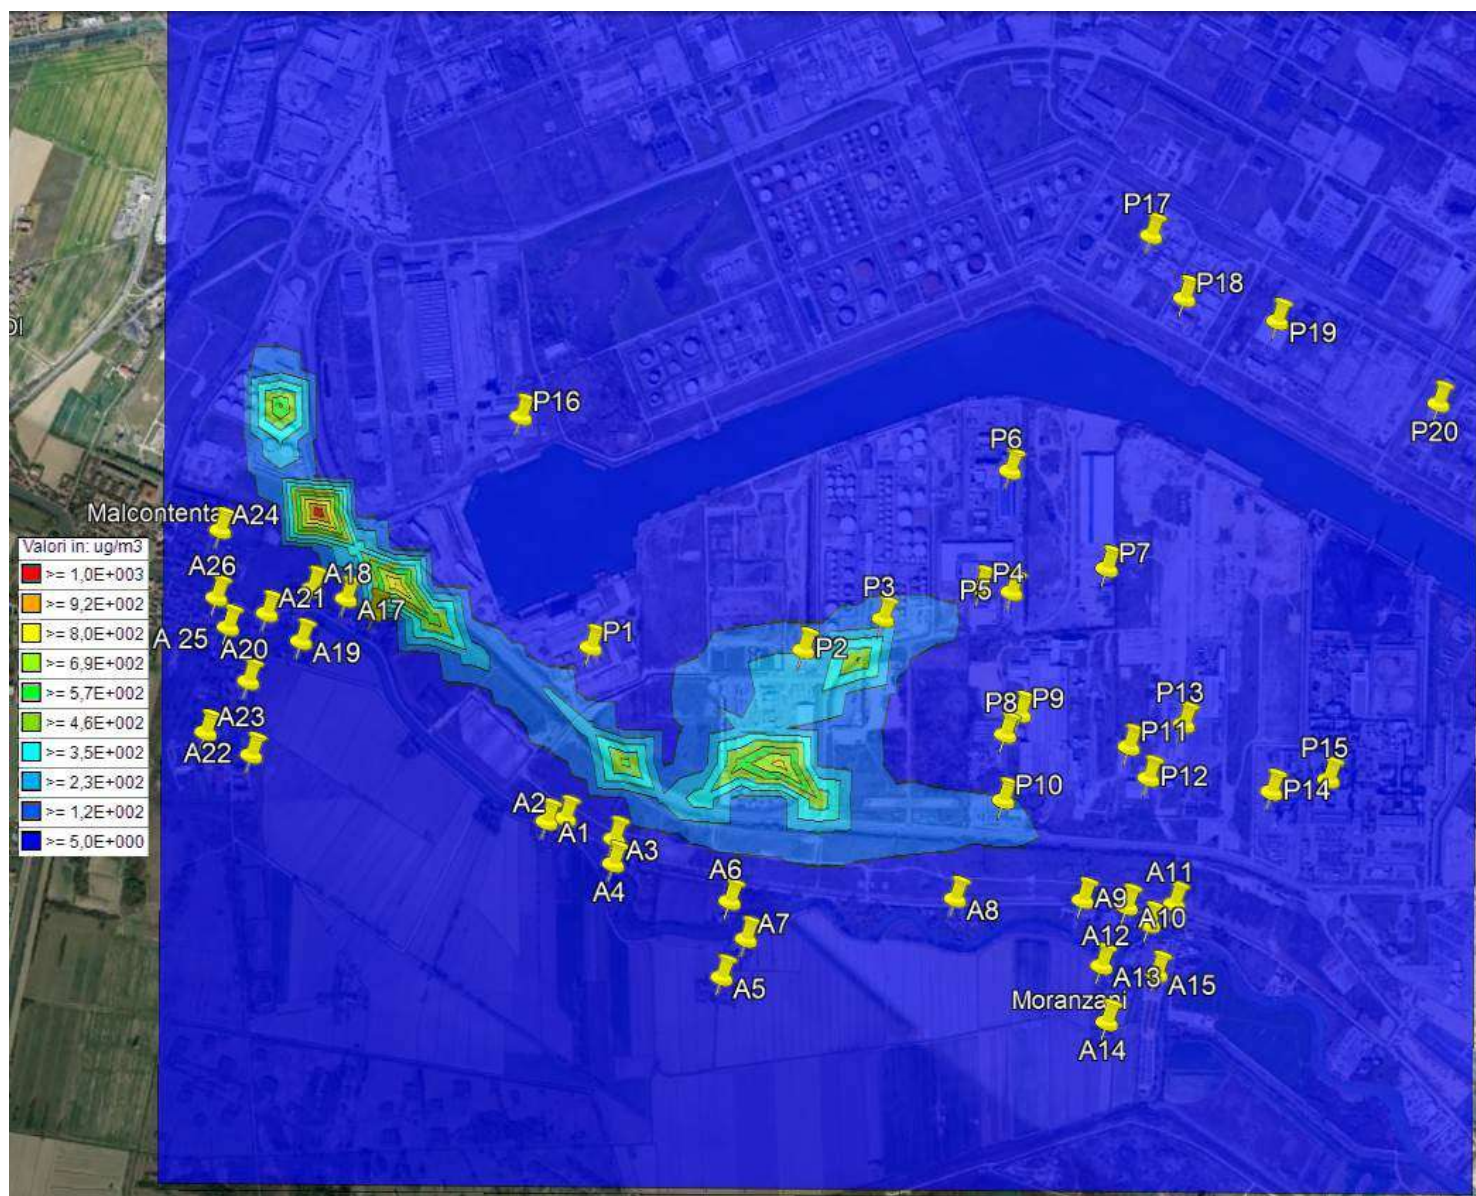 P17
P18
P19
P20
ol
P16
P6
Malcontenta A24
Valori in: ug/m3
>= 1,0E+003
>= 9,2E+002
>= 8,0E+002
>= 6,9E+002
>= 5,7E+002
>= 4,6E+002
>= 3,5E+002
>= 2,3E+002
>= 1,2E+002
>= 5,0E+000
P7
A26
A18
P5 P4
A21
A17
P3
A 25
A20
A19
P1
P2
P13
A23
P8 P9
A22
P11
P15
P12
P10
P14
A2
A1
A3
A4
A6
A11
A9
A8
A10
A7
A12
A13
A5
A15
Moranzani
A14